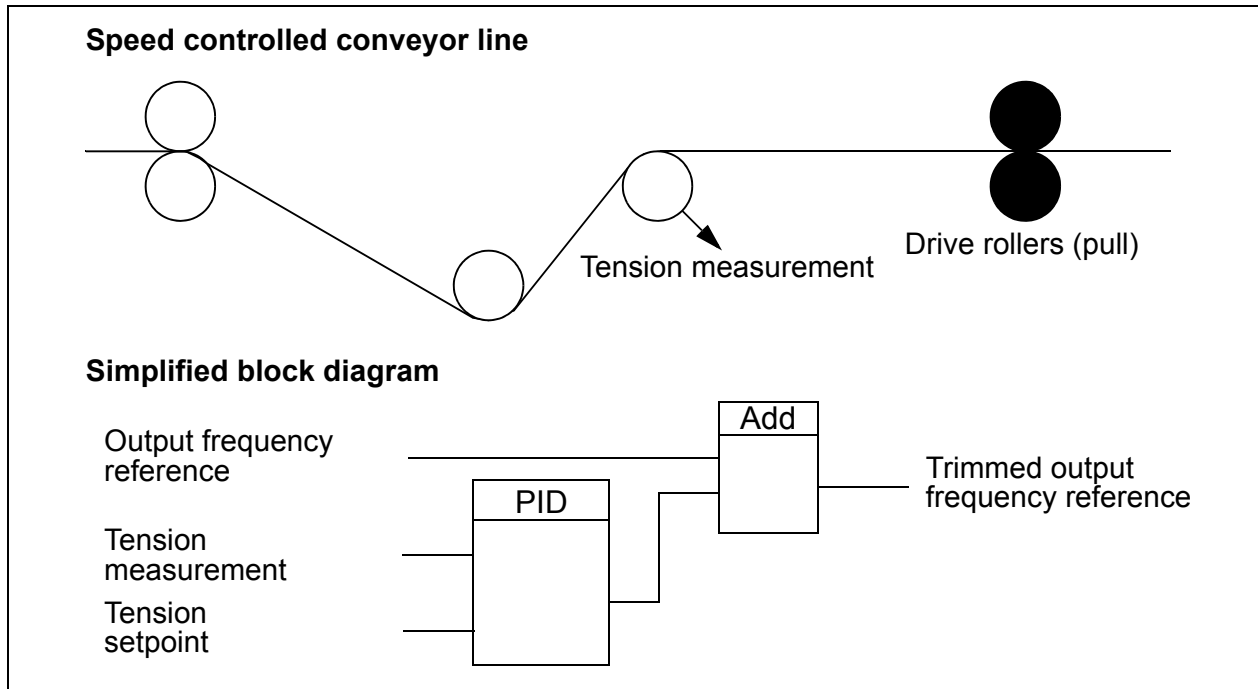 Speed controlled conveyor line
Tension measurement
Drive rollers (pull)
Simplified block diagram
Output frequency
reference
Add
Trimmed output
frequency reference
PID
Tension
measurement
Tension
setpoint